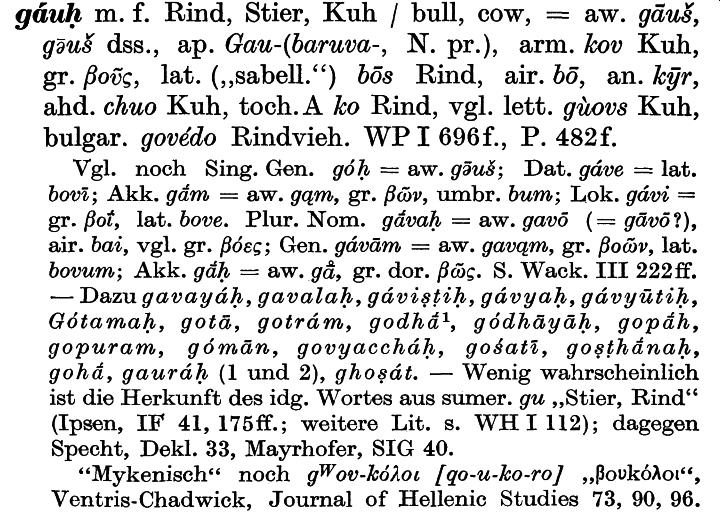 gáuḥ m. f. Rind, Stier, Kuh / bull, cow, = aw. gāuš,
gə̄uš dss., ap. Gau-(baruva-, N. pr.), arm. kov Kuh,
gr. βοῦς, lat. („sabell.“) bōs Rind, air. bō, an. kȳr,
ahd. chuo Kuh, toch. A ko Rind, vgl. lett. gùovs Kuh,
bulgar. govédo Rindvieh. WP I 696f., P. 482f.
Vgl. noch Sing. Gen. góḥ = aw. gə̄uš; Dat. gáve = lat.
bovī; Akk. gā́m = aw. gąm, gr. βῶν, umbr. bum; Lok. gávi =
gr. βοΐ, lat. bove. Plur. Nom. gā́vaḥ = aw. gavō (= gāvō?),
air. bai, vgl. gr. βόες; Gen. gávām = aw. gavąm, gr. βοῶν, lat.
bovum; Akk. gā́ḥ = aw. gā̊, gr. dor. βῶς. S. Wack. III 222ff.
— Dazu gavayáḥ, gavalaḥ, gáviṣṭiḥ, gávyaḥ, gávyūtiḥ,
Gótamaḥ, gotā, gotrám, godhā́¹, gódhāyāḥ, gopā́ḥ,
gopuram, gómān, govyacchá​ḥ, gośatī, goṣṭhā́naḥ,
gohā́, gauráḥ (1 und 2), ghoṣát. — Wenig wahrscheinlich
ist die Herkunft des idg. Wortes aus sumer. gu „Stier, Rind“
(Ipsen, IF 41, 175ff.; weitere Lit. s. WH I 112); dagegen
Specht, Dekl. 33, Mayrhofer, SIG 40.
“Mykenisch“ noch gᵂου-κόλοι [qo-u-ko-ro] „βουκόλοι“,
Ventris-Chadwick, Journal of Hellenic Studies 73, 90, 96.